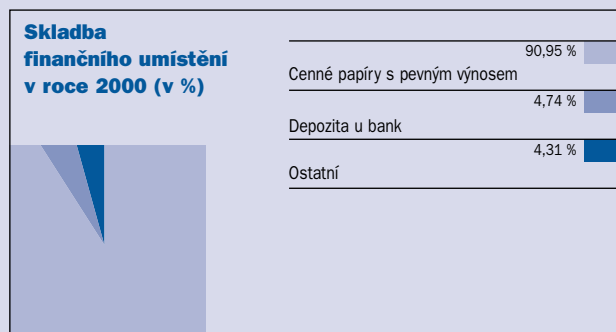 Skladba
finančního umístění
v roce 2000 (v %)
90,95 %
Cenné papíry s pevným výnosem
4,74 %
Depozita u bank
4,31 %
Ostatní